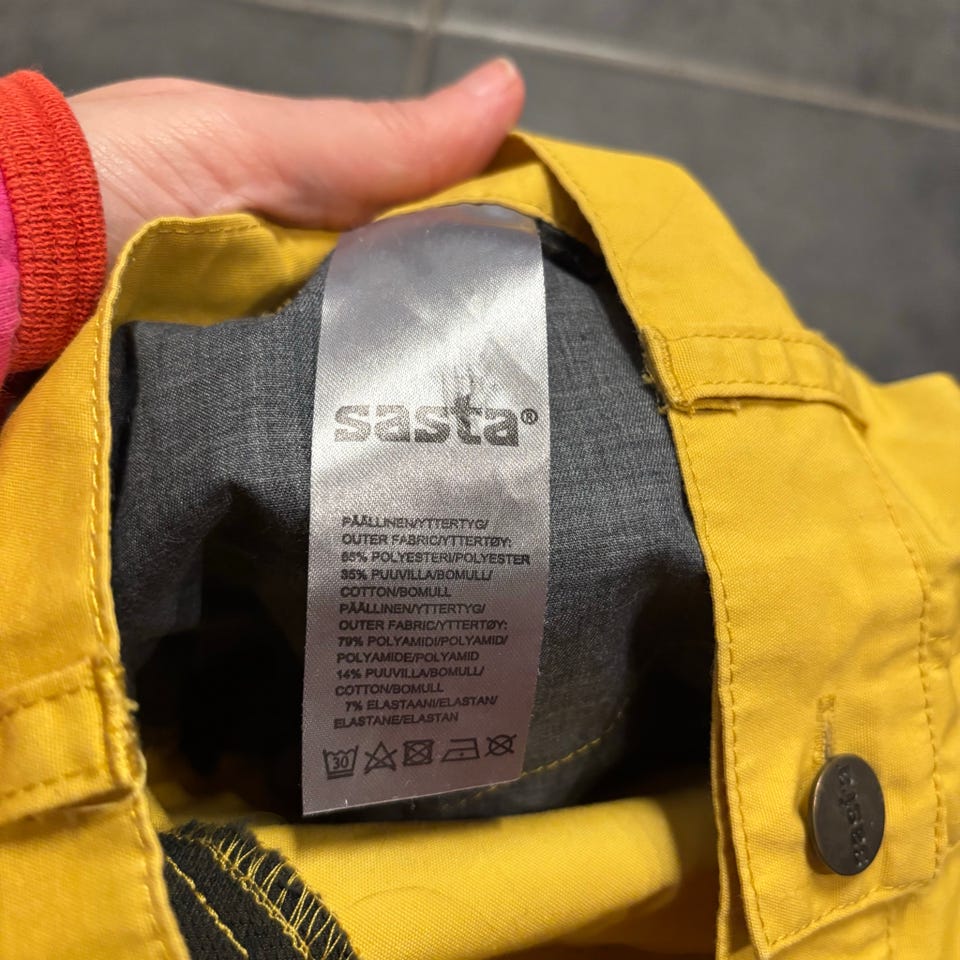 sasta®
PÄÄLLINEN/YTTERTYG/
OUTER FABRIC/YTTERTØY:
65% POLYESTERI/POLYESTER
35% PUUVILLA/BOMULL/
COTTON/BOMULL
PÄÄLLINEN/YTTERTYG/
OUTER FABRIC/YTTERTØY:
79% POLYAMIDI/POLYAMID/
POLYAMIDE/POLYAMID
14% PUUVILLA/BOMULL/
COTTON/BOMULL
7% ELASTAANI/ELASTAN/
ELASTANE/ELASTAN
30
sasta